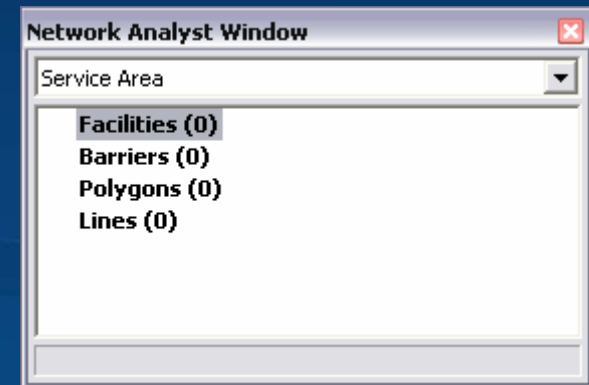 Network Analyst Window
Service Area
Facilities (0)
Barriers (0)
Polygons (0)
Lines (0)